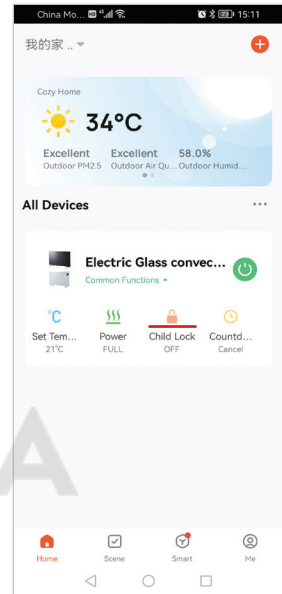 China Mo... 15:11
我的家 ..
Cozy Home
34°C
Excellent Excellent 58.0%
Outdoor PM2.5 Outdoor Air Qu... Outdoor Humid...
All Devices ...
Electric Glass convec...
Common Functions
°C
Set Tem... Power Child Lock Countd...
21°C FULL OFF Cancel
A
Home Scene Smart Me